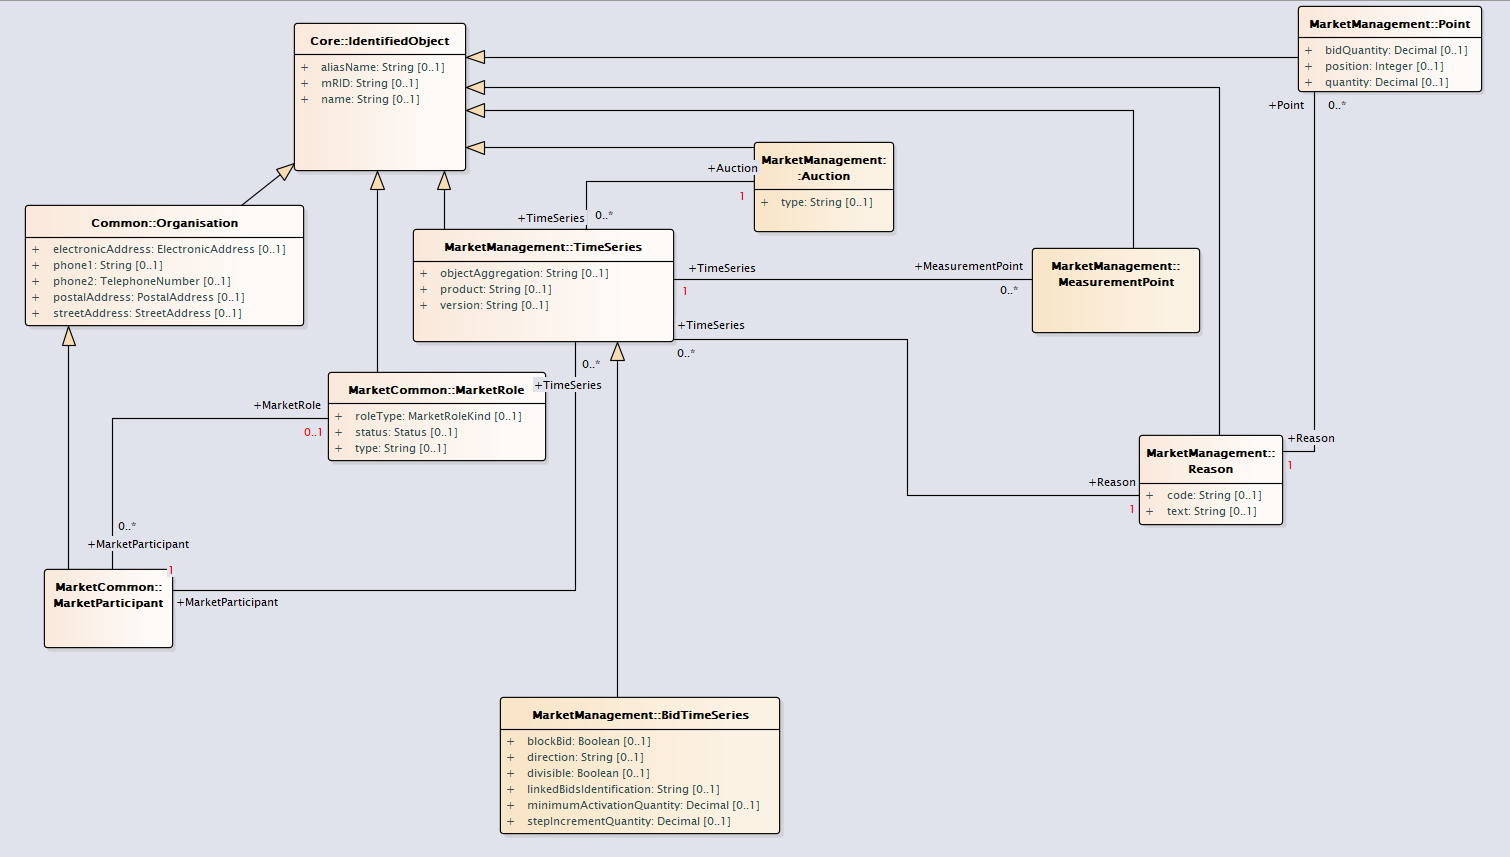 Core::IdentifiedObject
+ aliasName: String [0..1]
+ mRID: String [0..1]
+ name: String [0..1]
MarketManagement::Point
+ bidQuantity: Decimal [0..1]
+ position: Integer [0..1]
+ quantity: Decimal [0..1]
+Point
0..*
MarketManagement:
:Auction
+ type: String [0..1]
+Auction
1
+TimeSeries
0..*
Common::Organisation
+ electronicAddress: ElectronicAddress [0..1]
+ phone1: String [0..1]
+ phone2: TelephoneNumber [0..1]
+ postalAddress: PostalAddress [0..1]
+ streetAddress: StreetAddress [0..1]
MarketManagement::TimeSeries
+ objectAggregation: String [0..1]
+ product: String [0..1]
+ version: String [0..1]
+TimeSeries
1
+MeasurementPoint
0..*
MarketManagement::
MeasurementPoint
+TimeSeries
0..*
0..*
+TimeSeries
MarketCommon::MarketRole
+ roleType: MarketRoleKind [0..1]
+ status: Status [0..1]
+ type: String [0..1]
+MarketRole
0..1
+Reason
1
MarketManagement::
Reason
+ code: String [0..1]
+ text: String [0..1]
+Reason
1
0..*
+MarketParticipant
1
MarketCommon::
MarketParticipant
+MarketParticipant
MarketManagement::BidTimeSeries
+ blockBid: Boolean [0..1]
+ direction: String [0..1]
+ divisible: Boolean [0..1]
+ linkedBidsIdentification: String [0..1]
+ minimumActivationQuantity: Decimal [0..1]
+ stepIncrementQuantity: Decimal [0..1]